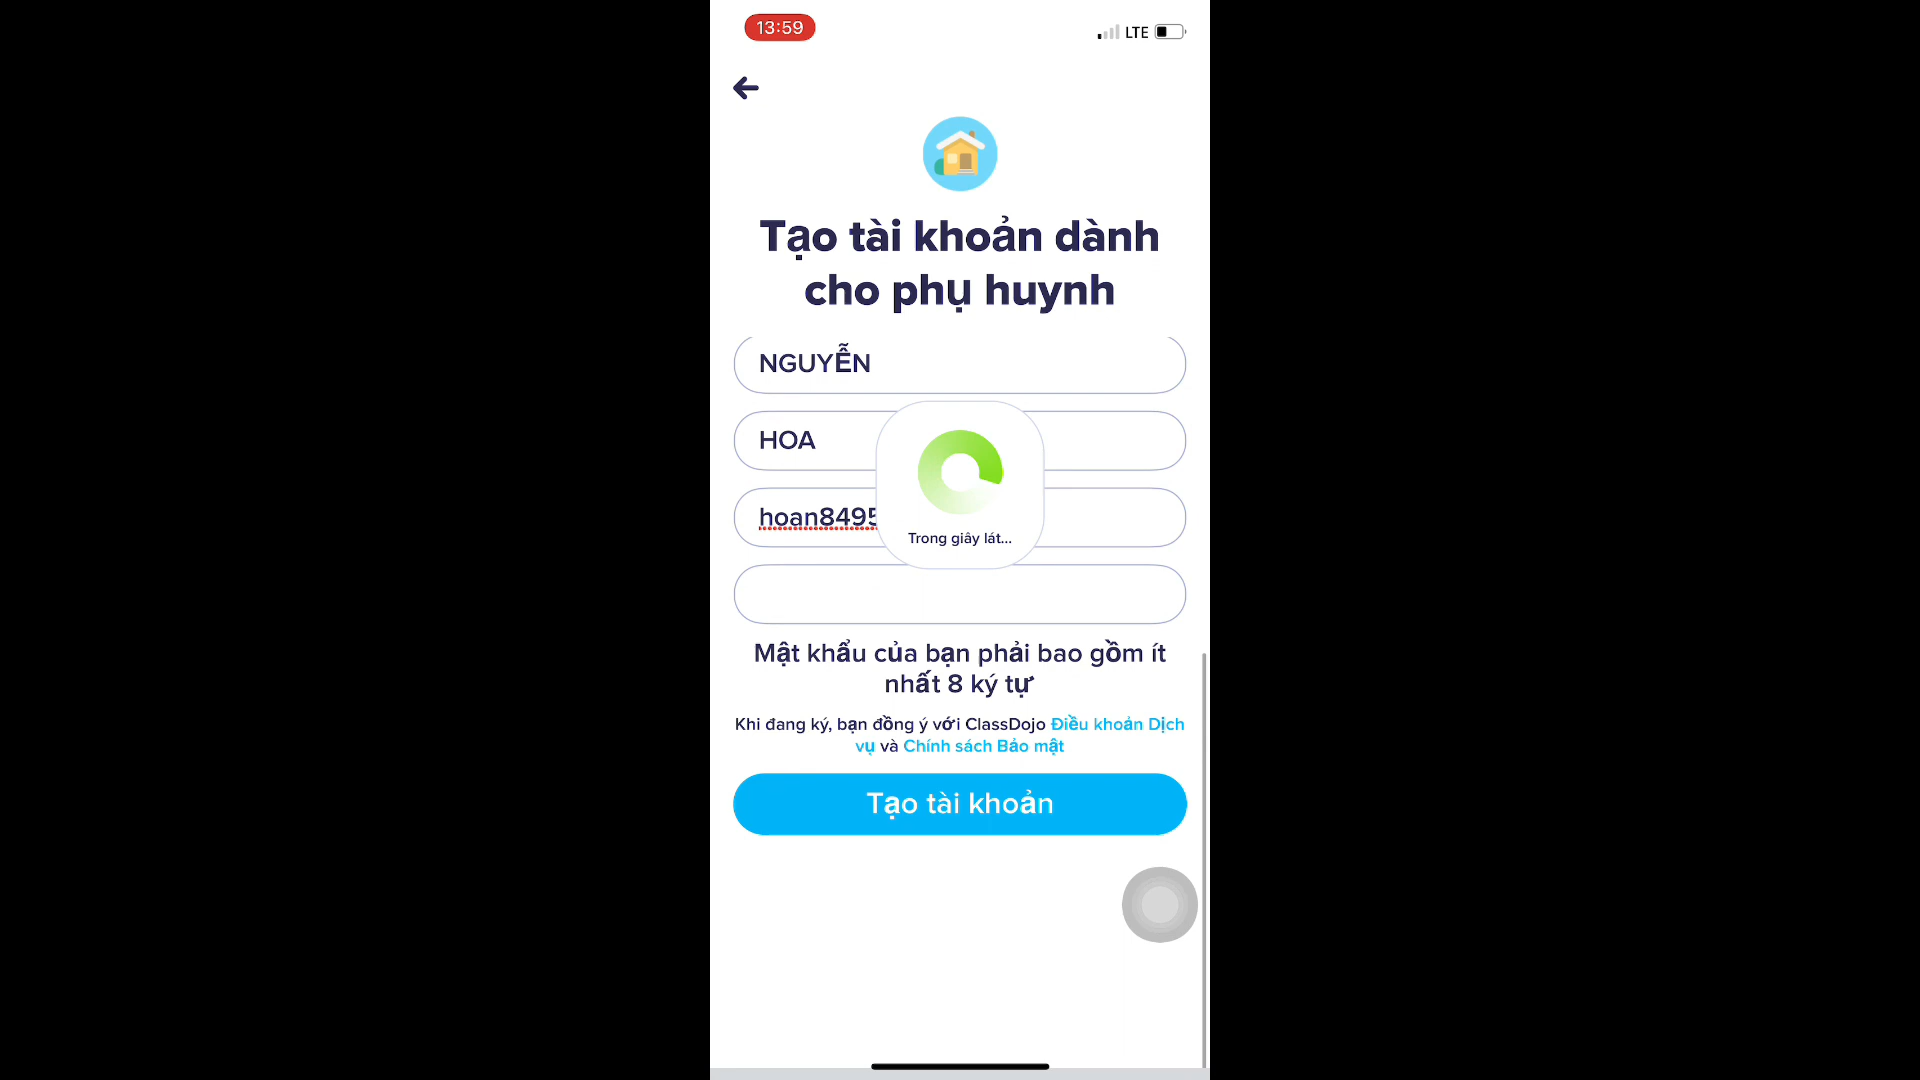 13:59
LTE
Tạo tài khoản dành
cho phụ huynh
NGUYỄN
HOA
hoan8495
Trong giây lát...
Mật khẩu của bạn phải bao gồm ít
nhất 8 ký tự
Khi đang ký, bạn đồng ý với ClassDojo Điều khoản Dịch
vụ và Chính sách Bảo mật
Tạo tài khoản